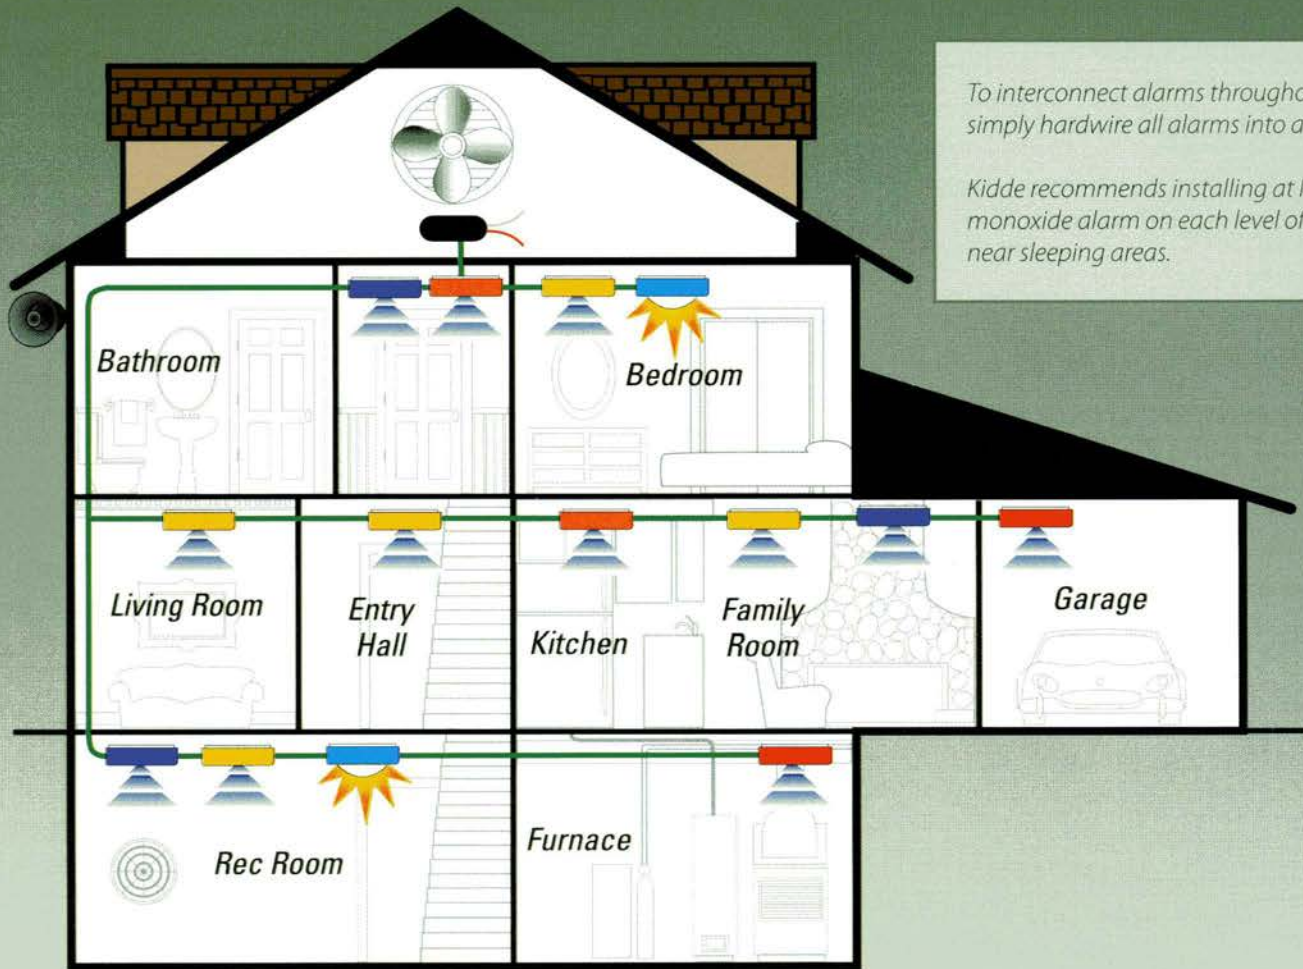 To interconnect alarms
simply hardwire all alarms into
Kidde recommends installing at
monoxide alarm on each level of
near sleeping areas.
Bathroom
Bedroom
Living Room
Entry
Hall
Kitchen
Family
Room
Garage
Rec Room
Furnace